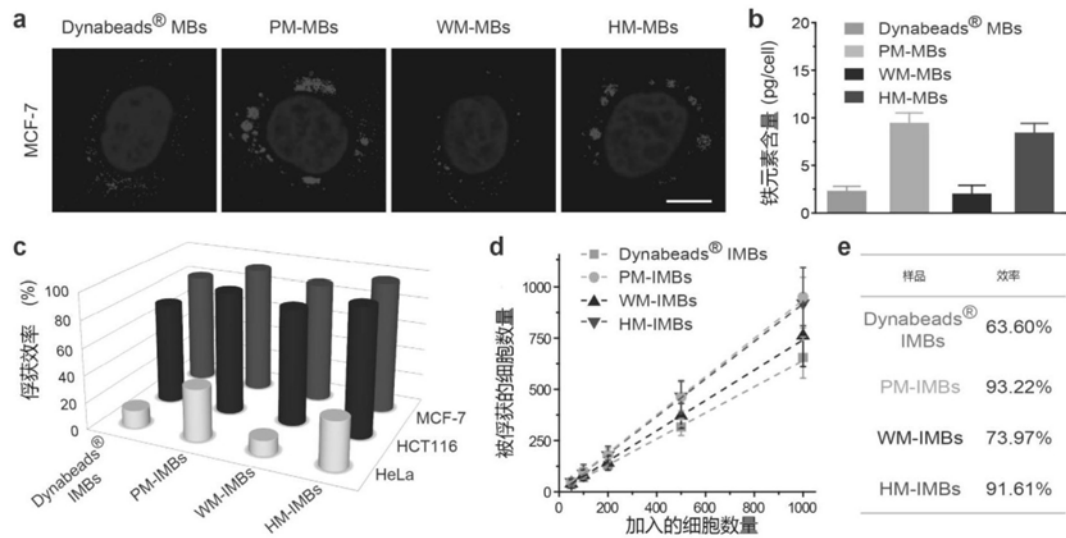 a
Dynabeads® MBs
PM-MBs
WM-MBs
HM-MBs
MCF-7
b
铁元素含量 (pg/cell)
20
15
10
5
0
Dynabeads® MBs
PM-MBs
WM-MBs
HM-MBs
c
俘获效率 (%)
100
80
60
40
20
0
Dynabeads®
IMBs
PM-IMBs
WM-IMBs
HM-IMBs
MCF-7
HCT116
HeLa
d
被俘获的细胞数量
1000
750
500
250
0
Dynabeads® IMBs
PM-IMBs
WM-IMBs
HM-IMBs
0 200 400 600 800 1000
加入的细胞数量
e
样品 效率
Dynabeads®
IMBs 63.60%
PM-IMBs 93.22%
WM-IMBs 73.97%
HM-IMBs 91.61%